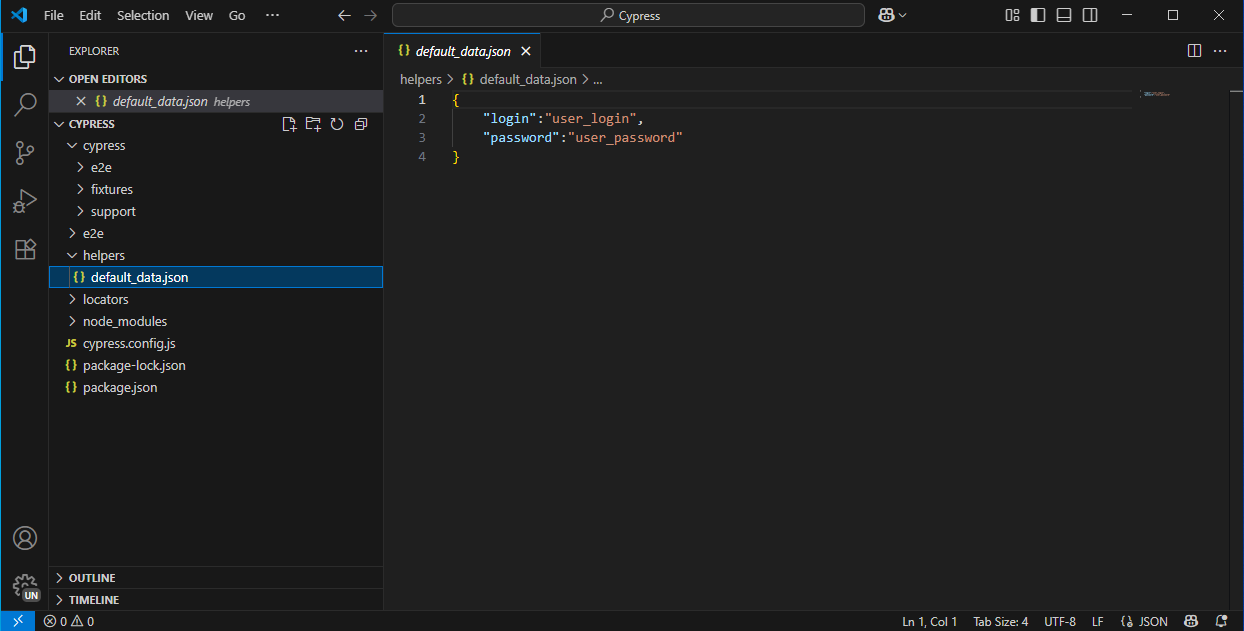 File Edit Selection View Go ··· Cypress
EXPLORER ···
OPEN EDITORS
{} default_data.json helpers
CYPRESS
cypress
e2e
fixtures
support
e2e
helpers
{} default_data.json
locators
node_modules
JS cypress.config.js
{} package-lock.json
{} package.json
OUTLINE
TIMELINE
UN
{} default_data.json
helpers > {} default_data.json > ...
1 {
2 "login":"user_login",
3 "password":"user_password"
4 }
0 0 Ln 1, Col 1 Tab Size: 4 UTF-8 LF {} JSON